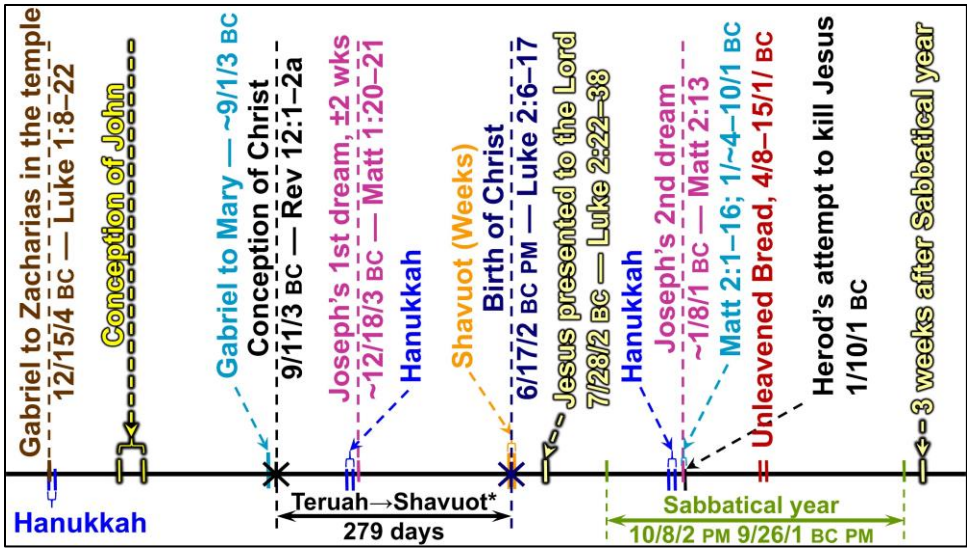 Gabriel to Zacharias in the temple
12/15/4 BC — Luke 1:8–22
Conception of John
Gabriel to Mary — ~9/1/3 BC
Conception of Christ
9/11/3 BC — Rev 12:1–2a
Joseph's 1st dream, ±2 wks
~12/18/3 BC — Matt 1:20–21
Hanukkah
Shavuot (Weeks)
Birth of Christ
6/17/2 BC PM — Luke 2:6–17
Jesus presented to the Lord
7/28/2 BC — Luke 2:22–38
Hanukkah
Joseph's 2nd dream
~1/8/1 BC — Matt 2:13
Matt 2:1–16; 1/~4–10/1 BC
Unleavened Bread, 4/8–15/1/ BC
Herod's attempt to kill Jesus
1/10/1 BC
3 weeks after Sabbatical year
Hanukkah
Teruah→Shavuot*
279 days
Sabbatical year
10/8/2 PM 9/26/1 BC PM